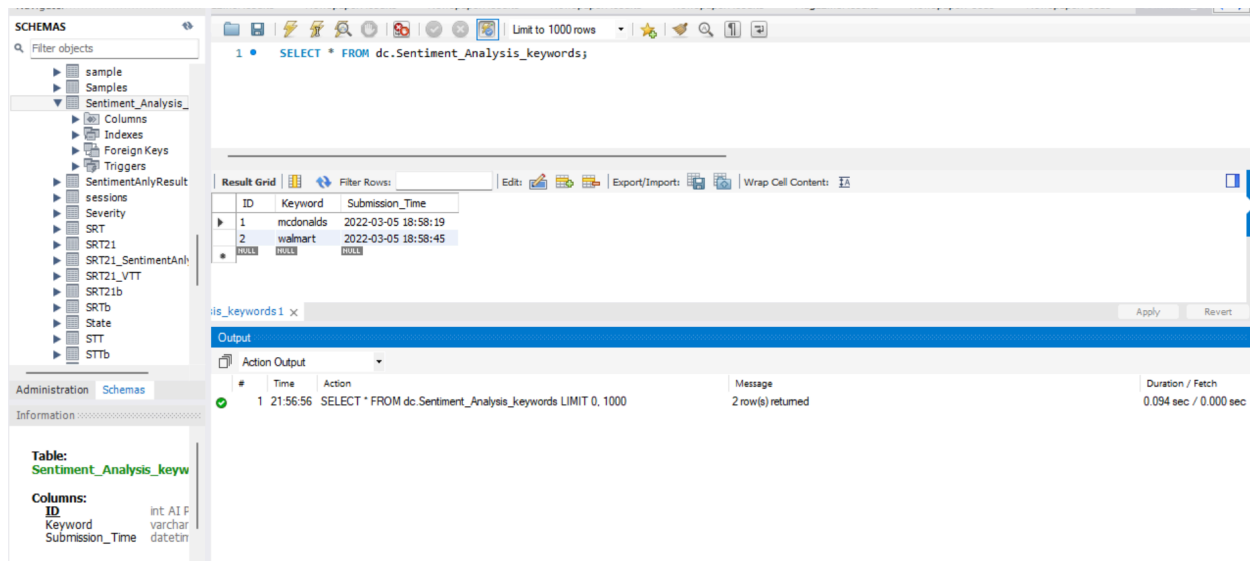 SCHEMAS
Filter objects
sample
Samples
Sentiment_Analysis_
Columns
Indexes
Foreign Keys
Triggers
SentimentAnlyResult
sessions
Severity
SRT
SRT21
SRT21_SentimentAnly
SRT21_VTT
SRT21b
SRTb
State
STT
STTb
Administration Schemas
Information
Table:
Sentiment_Analysis_keyw
Columns:
ID int AI P
Keyword varchar
Submission_Time datetim
Limit to 1000 rows
1 SELECT * FROM dc.Sentiment_Analysis_keywords;
Result Grid Filter Rows: Edit: Export/Import: Wrap Cell Content:
ID Keyword Submission_Time
1 mcdonalds 2022-03-05 18:58:19
2 walmart 2022-03-05 18:58:45
NULL NULL NULL
sis_keywords1
Apply Revert
Output
Action Output
# Time Action Message Duration / Fetch
1 21:56:56 SELECT * FROM dc.Sentiment_Analysis_keywords LIMIT 0, 1000 2 row(s) returned 0.094 sec / 0.000 sec